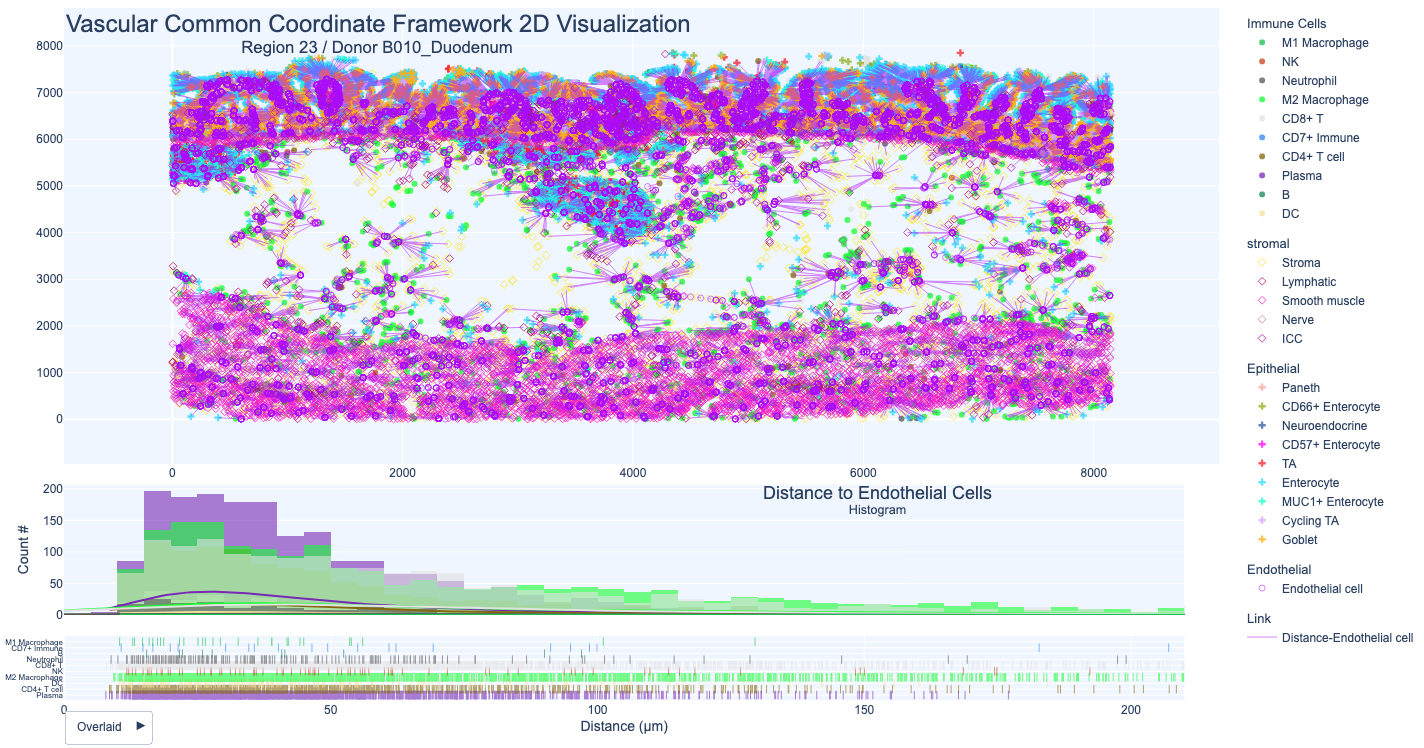 Vascular Common Coordinate Framework 2D Visualization
Region 23 / Donor B010_Duodenum
8000
7000
6000
5000
4000
3000
2000
1000
0
0 2000 4000 6000 8000
Immune Cells
M1 Macrophage
NK
Neutrophil
M2 Macrophage
CD8+ T
CD7+ Immune
CD4+ T cell
Plasma
B
DC
stromal
Stroma
Lymphatic
Smooth muscle
Nerve
ICC
Epithelial
Paneth
CD66+ Enterocyte
Neuroendocrine
CD57+ Enterocyte
TA
Enterocyte
MUC1+ Enterocyte
Cycling TA
Goblet
Endothelial
Endothelial cell
Link
Distance-Endothelial cell
Distance to Endothelial Cells
Histogram
Count #
200
150
100
50
0
M1 Macrophage
CD7+ Immune
B
Neutrophil
CD8+ T
NK
M2 Macrophage
DC
CD4+ T cell
Plasma
0 50 100 150 200
Distance (μm)
Overlaid ▶